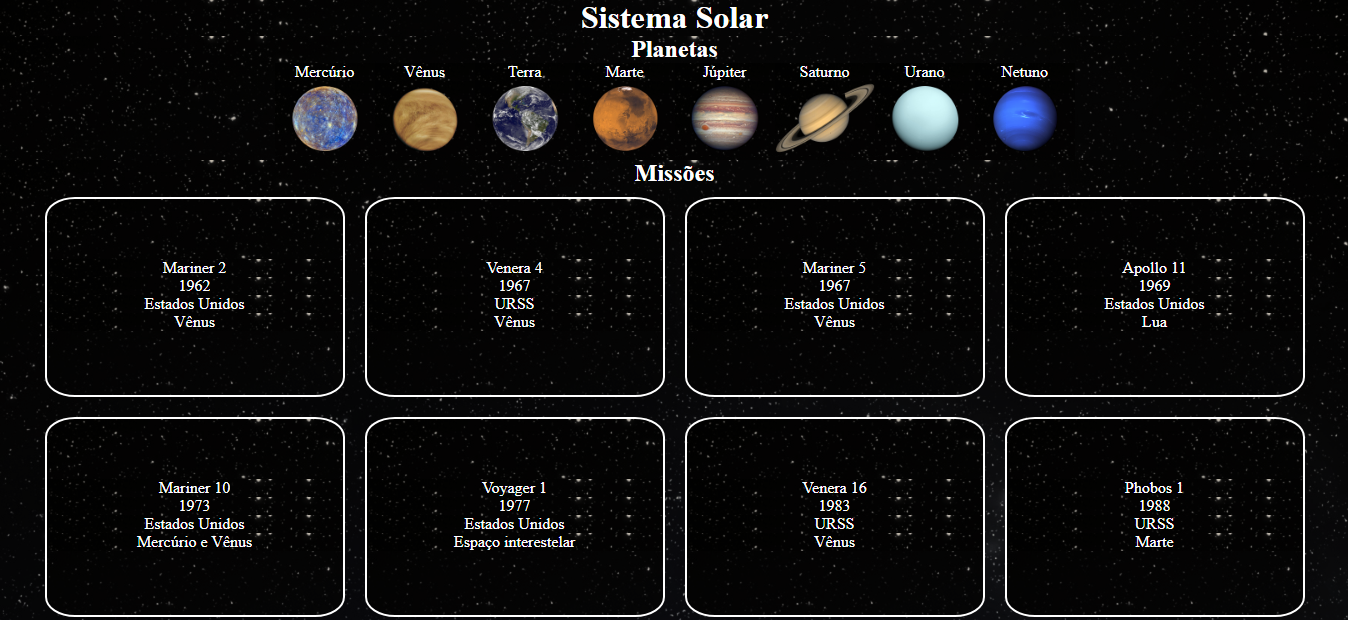 Sistema Solar
Planetas
Mercúrio Vênus Terra Marte Júpiter Saturno Urano Netuno
Missões
Mariner 2
1962
Estados Unidos
Vênus
Venera 4
1967
URSS
Vênus
Mariner 5
1967
Estados Unidos
Vênus
Apollo 11
1969
Estados Unidos
Lua
Mariner 10
1973
Estados Unidos
Mercúrio e Vênus
Voyager 1
1977
Estados Unidos
Espaço interestelar
Venera 16
1983
URSS
Vênus
Phobos 1
1988
URSS
Marte